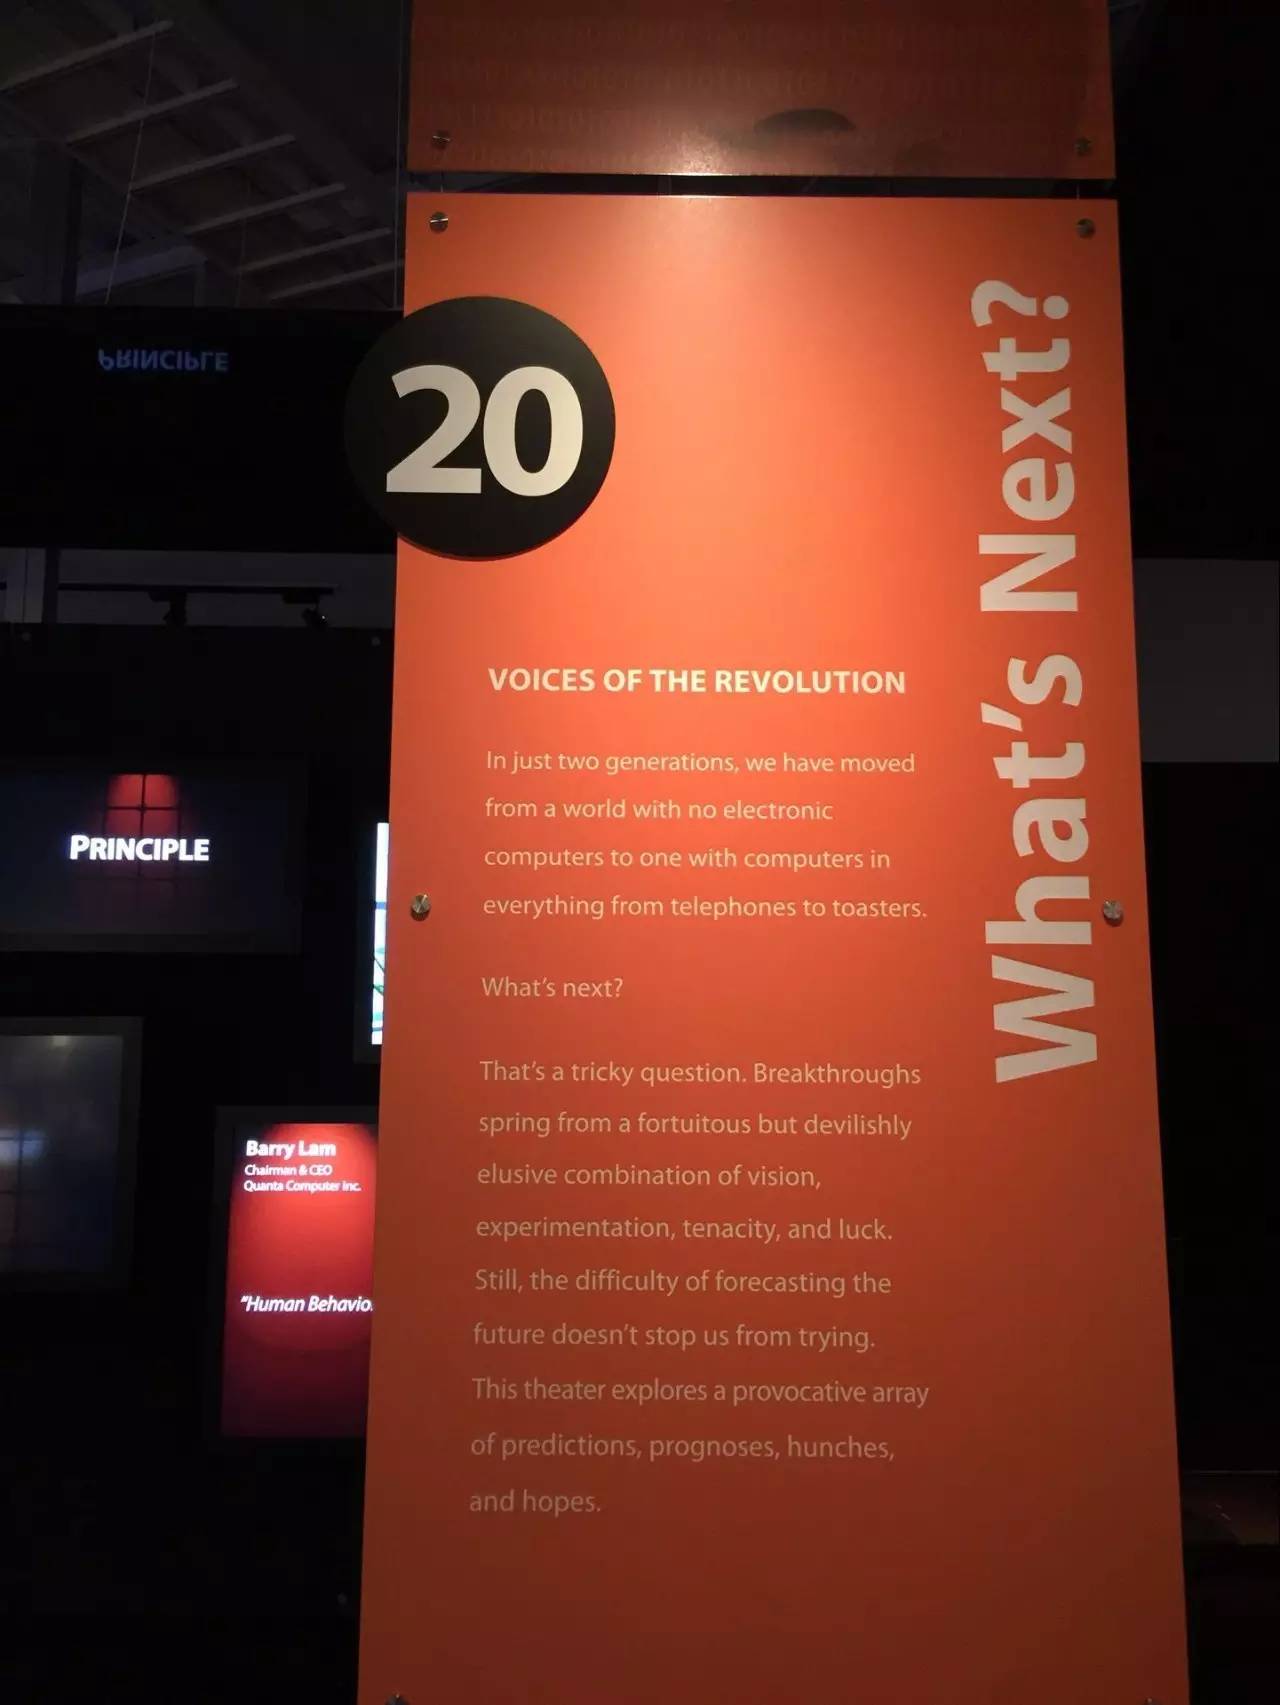 20
What's Next?
VOICES OF THE REVOLUTION
In just two generations, we have moved
from a world with no electronic
computers to one with computers in
everything from telephones to toasters.
What's next?
That's a tricky question. Breakthroughs
spring from a fortuitous but devilishly
elusive combination of vision,
experimentation, tenacity, and luck.
Still, the difficulty of forecasting the
future doesn't stop us from trying.
This theater explores a provocative array
of predictions, prognoses, hunches,
and hopes.
PRINCIPLE
PRINCIPLE
Barry Lam
Chairman & CEO
Quanta Computer Inc.
"Human